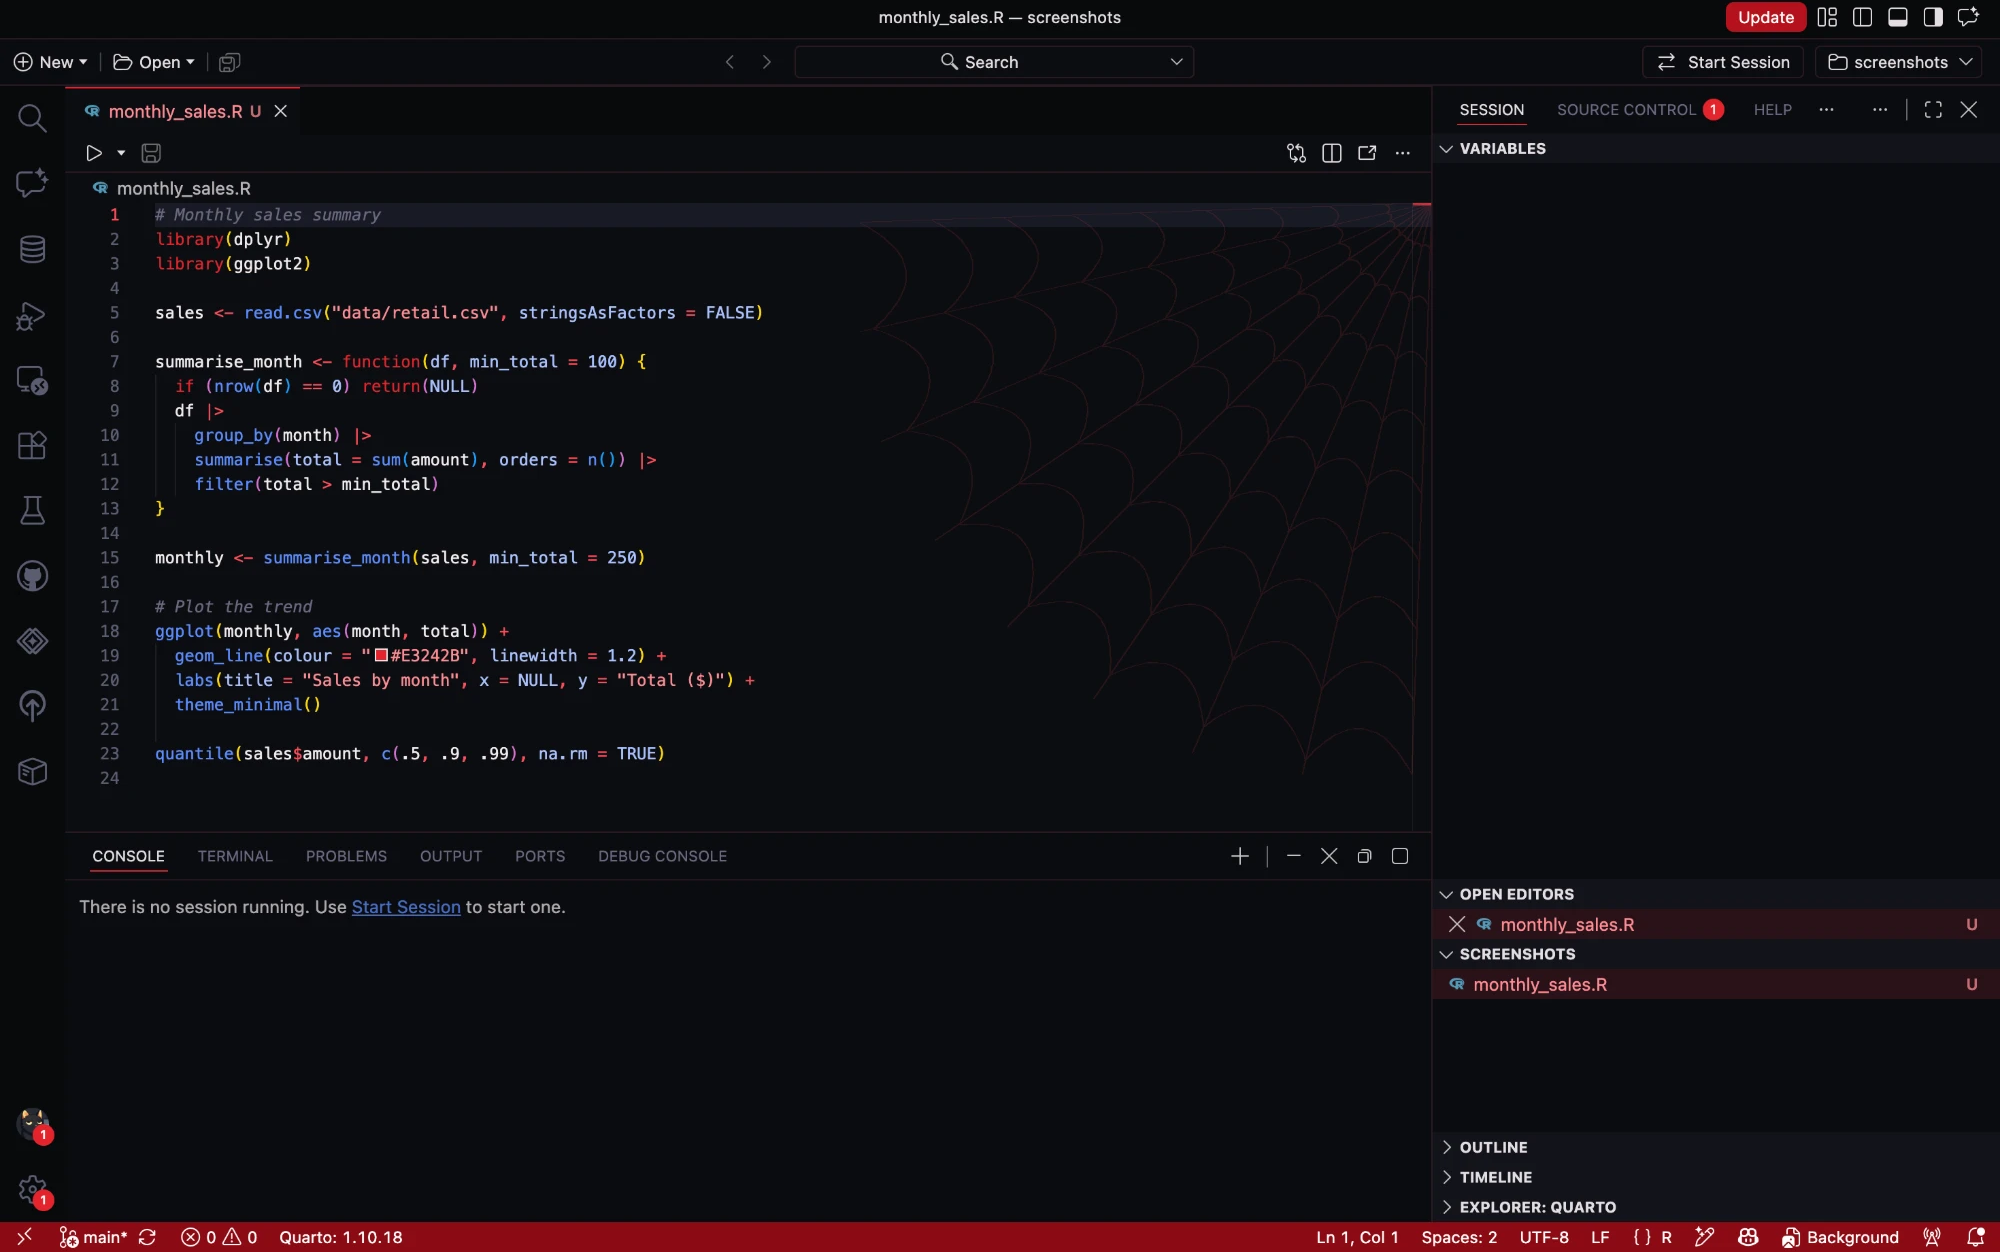 monthly_sales.R — screenshots
Update
New
Open
Search
Start Session
screenshots
monthly_sales.R U
SESSION
SOURCE CONTROL 1
HELP
VARIABLES
monthly_sales.R
1 # Monthly sales summary
2 library(dplyr)
3 library(ggplot2)
4
5 sales <- read.csv("data/retail.csv", stringsAsFactors = FALSE)
6
7 summarise_month <- function(df, min_total = 100) {
8 if (nrow(df) == 0) return(NULL)
9 df |>
10 group_by(month) |>
11 summarise(total = sum(amount), orders = n()) |>
12 filter(total > min_total)
13 }
14
15 monthly <- summarise_month(sales, min_total = 250)
16
17 # Plot the trend
18 ggplot(monthly, aes(month, total)) +
19 geom_line(colour = "#E3242B", linewidth = 1.2) +
20 labs(title = "Sales by month", x = NULL, y = "Total ($)") +
21 theme_minimal()
22
23 quantile(sales$amount, c(.5, .9, .99), na.rm = TRUE)
24
CONSOLE
TERMINAL
PROBLEMS
OUTPUT
PORTS
DEBUG CONSOLE
There is no session running. Use Start Session to start one.
OPEN EDITORS
monthly_sales.R U
SCREENSHOTS
monthly_sales.R U
OUTLINE
TIMELINE
EXPLORER: QUARTO
1
1
main*
0
0
Quarto: 1.10.18
Ln 1, Col 1
Spaces: 2
UTF-8
LF
{ } R
Background